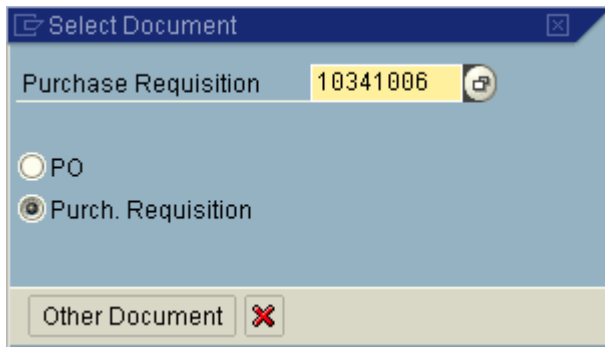 Select Document
Purchase Requisition 10341006
PO
Purch. Requisition
Other Document